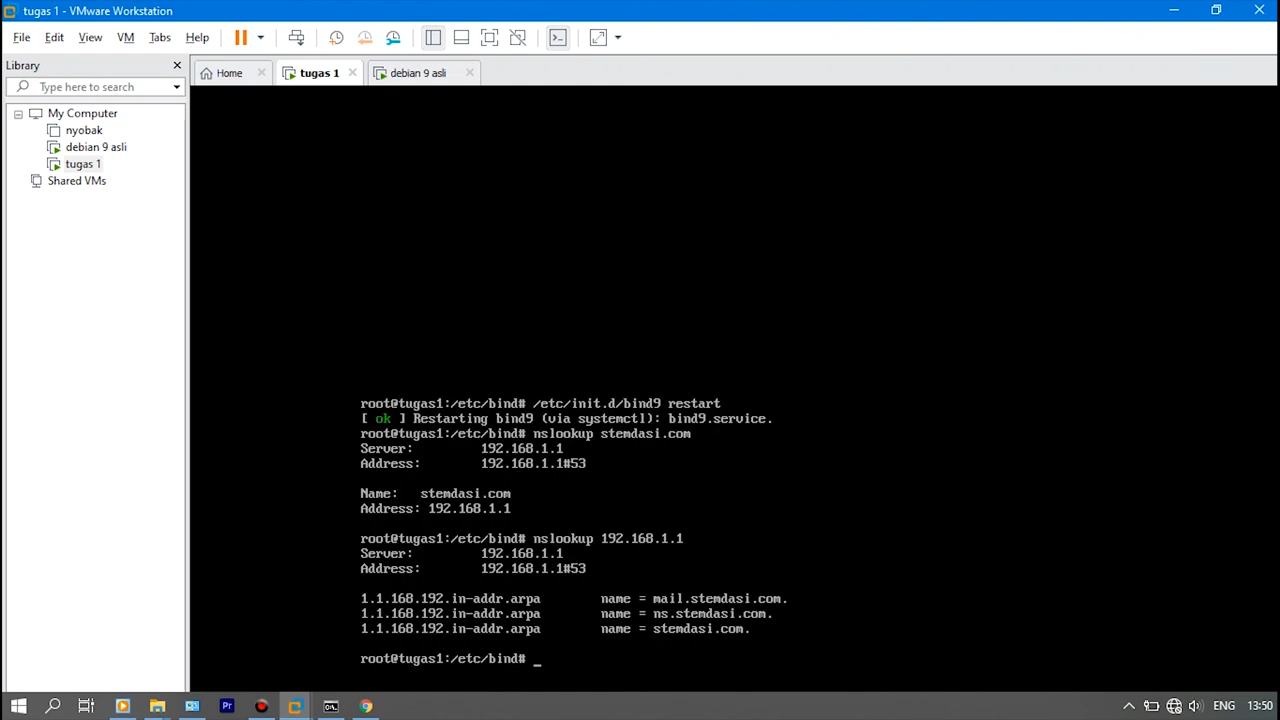 tugas 1 - VMware Workstation
File Edit View VM Tabs Help
Library
Type here to search
My Computer
nyobak
debian 9 asli
tugas 1
Shared VMs
Home tugas 1 debian 9 asli
root@tugas1:/etc/bind# /etc/init.d/bind9 restart
[ ok ] Restarting bind9 (via systemctl): bind9.service.
root@tugas1:/etc/bind# nslookup stemdasi.com
Server: 192.168.1.1
Address: 192.168.1.1#53
Name: stemdasi.com
Address: 192.168.1.1
root@tugas1:/etc/bind# nslookup 192.168.1.1
Server: 192.168.1.1
Address: 192.168.1.1#53
1.1.168.192.in-addr.arpa name = mail.stemdasi.com.
1.1.168.192.in-addr.arpa name = ns.stemdasi.com.
1.1.168.192.in-addr.arpa name = stemdasi.com.
root@tugas1:/etc/bind# _
Pr
ENG 13:50